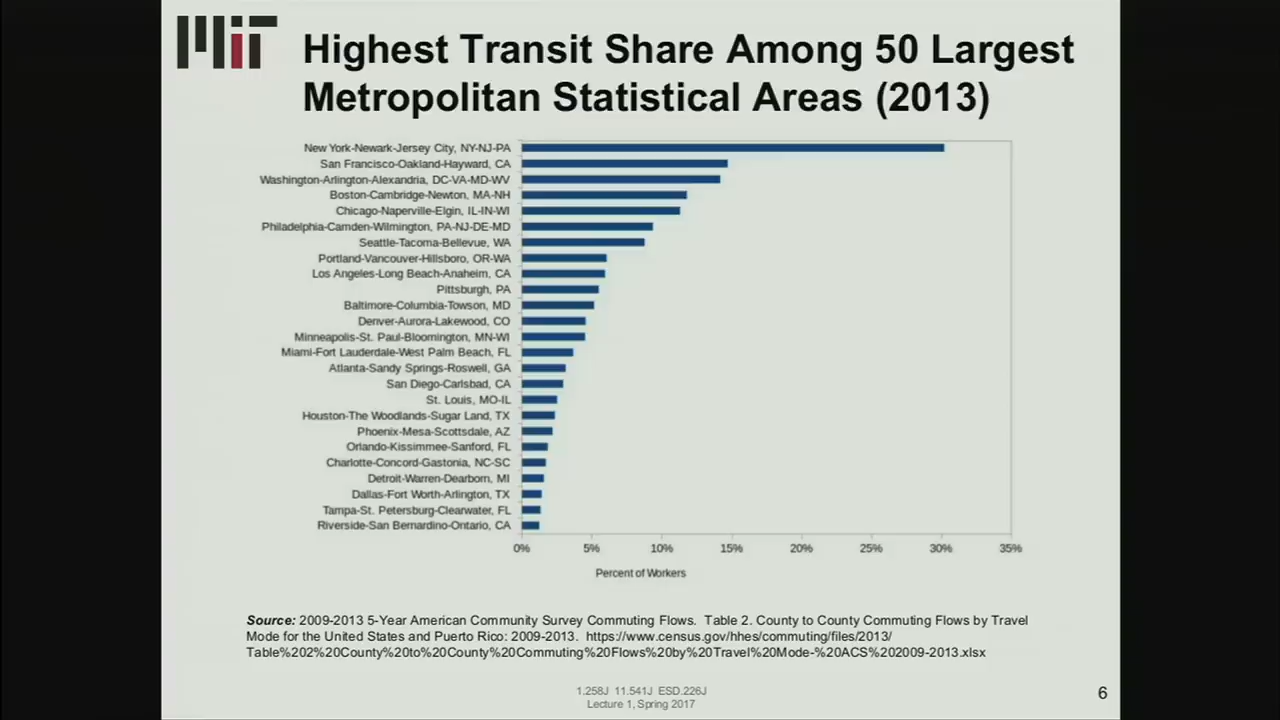 MIT
Highest Transit Share Among 50 Largest
Metropolitan Statistical Areas (2013)
New York-Newark-Jersey City, NY-NJ-PA
San Francisco-Oakland-Hayward, CA
Washington-Arlington-Alexandria, DC-VA-MD-WV
Boston-Cambridge-Newton, MA-NH
Chicago-Naperville-Elgin, IL-IN-WI
Philadelphia-Camden-Wilmington, PA-NJ-DE-MD
Seattle-Tacoma-Bellevue, WA
Portland-Vancouver-Hillsboro, OR-WA
Los Angeles-Long Beach-Anaheim, CA
Pittsburgh, PA
Baltimore-Columbia-Towson, MD
Denver-Aurora-Lakewood, CO
Minneapolis-St. Paul-Bloomington, MN-WI
Miami-Fort Lauderdale-West Palm Beach, FL
Atlanta-Sandy Springs-Roswell, GA
San Diego-Carlsbad, CA
St. Louis, MO-IL
Houston-The Woodlands-Sugar Land, TX
Phoenix-Mesa-Scottsdale, AZ
Orlando-Kissimmee-Sanford, FL
Charlotte-Concord-Gastonia, NC-SC
Detroit-Warren-Dearborn, MI
Dallas-Fort Worth-Arlington, TX
Tampa-St. Petersburg-Clearwater, FL
Riverside-San Bernardino-Ontario, CA
0% 5% 10% 15% 20% 25% 30% 35%
Percent of Workers
Source: 2009-2013 5-Year American Community Survey Commuting Flows. Table 2. County to County Commuting Flows by Travel
Mode for the United States and Puerto Rico: 2009-2013. https://www.census.gov/hhes/commuting/files/2013/
Table%202%20County%20to%20County%20Commuting%20Flows%20by%20Travel%20Mode-%20ACS%202009-2013.xlsx
1.258J 11.541J ESD.226J
Lecture 1, Spring 2017
6